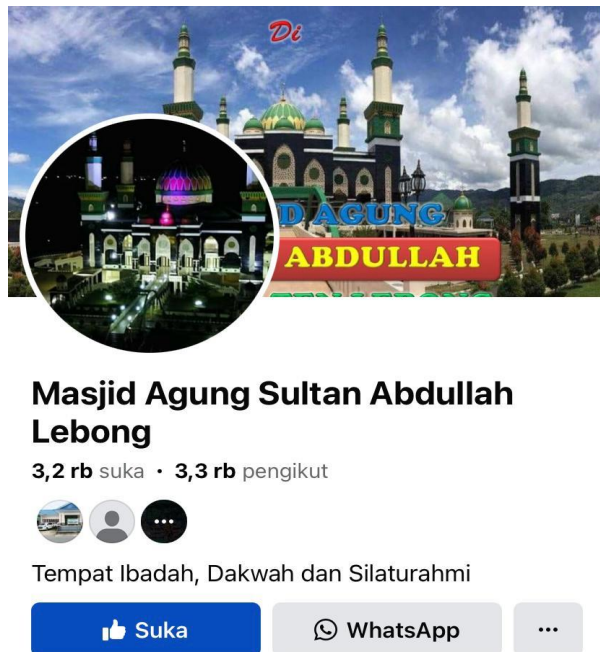 Di
D AGUNG
ABDULLAH
Masjid Agung Sultan Abdullah
Lebong
3,2 rb suka • 3,3 rb pengikut
Tempat Ibadah, Dakwah dan Silaturahmi
Suka
WhatsApp